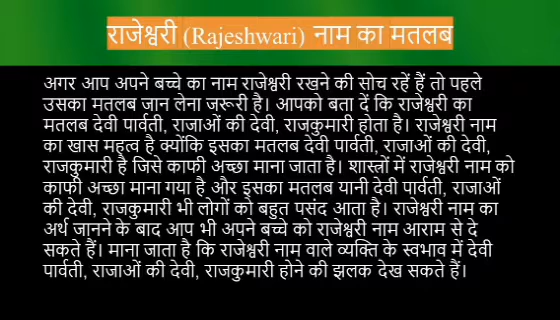 राजेश्वरी (Rajeshwari) नाम का मतलब
अगर आप अपने बच्चे का नाम राजेश्वरी रखने की सोच रहें हैं तो पहले
उसका मतलब जान लेना जरूरी है। आपको बता दें कि राजेश्वरी का
मतलब देवी पार्वती, राजाओं की देवी, राजकुमारी होता है। राजेश्वरी नाम
का खास महत्व है क्योंकि इसका मतलब देवी पार्वती, राजाओं की देवी,
राजकुमारी है जिसे काफी अच्छा माना जाता है। शास्त्रों में राजेश्वरी नाम को
काफी अच्छा माना गया है और इसका मतलब यानी देवी पार्वती, राजाओं
की देवी, राजकुमारी भी लोगों को बहुत पसंद आता है। राजेश्वरी नाम का
अर्थ जानने के बाद आप भी अपने बच्चे को राजेश्वरी नाम आराम से दे
सकते हैं। माना जाता है कि राजेश्वरी नाम वाले व्यक्ति के स्वभाव में देवी
पार्वती, राजाओं की देवी, राजकुमारी होने की झलक देख सकते हैं।